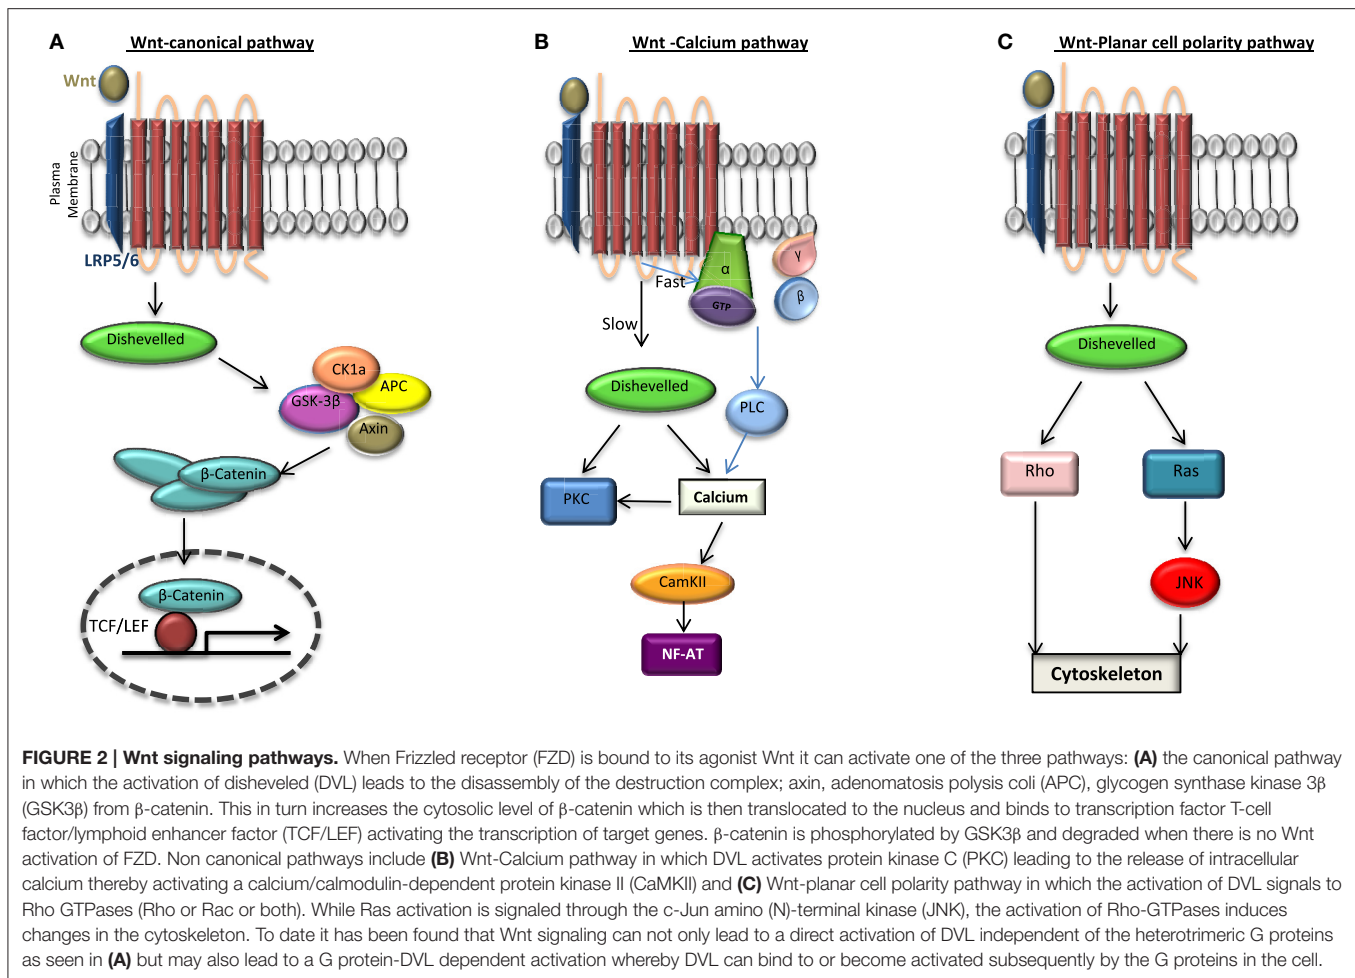 A Wnt-canonical pathway
Wnt
Plasma
Membrane
LRP5/6
Dishevelled
CK1a
APC
GSK-3β
Axin
β-Catenin
β-Catenin
TCF/LEF
B Wnt -Calcium pathway
α
γ
Fast
GTP
β
Slow
Dishevelled
PLC
PKC
Calcium
CamKII
NF-AT
C Wnt-Planar cell polarity pathway
Dishevelled
Rho
Ras
JNK
Cytoskeleton
FIGURE 2 | Wnt signaling pathways. When Frizzled receptor (FZD) is bound to its agonist Wnt it can activate one of the three pathways: (A) the canonical pathway
in which the activation of disheveled (DVL) leads to the disassembly of the destruction complex; axin, adenomatosis polysis coli (APC), glycogen synthase kinase 3β
(GSK3β) from β-catenin. This in turn increases the cytosolic level of β-catenin which is then translocated to the nucleus and binds to transcription factor T-cell
factor/lymphoid enhancer factor (TCF/LEF) activating the transcription of target genes. β-catenin is phosphorylated by GSK3β and degraded when there is no Wnt
activation of FZD. Non canonical pathways include (B) Wnt-Calcium pathway in which DVL activates protein kinase C (PKC) leading to the release of intracellular
calcium thereby activating a calcium/calmodulin-dependent protein kinase II (CaMKII) and (C) Wnt-planar cell polarity pathway in which the activation of DVL signals to
Rho GTPases (Rho or Rac or both). While Ras activation is signaled through the c-Jun amino (N)-terminal kinase (JNK), the activation of Rho-GTPases induces
changes in the cytoskeleton. To date it has been found that Wnt signaling can not only lead to a direct activation of DVL independent of the heterotrimeric G proteins
as seen in (A) but may also lead to a G protein-DVL dependent activation whereby DVL can bind to or become activated subsequently by the G proteins in the cell.